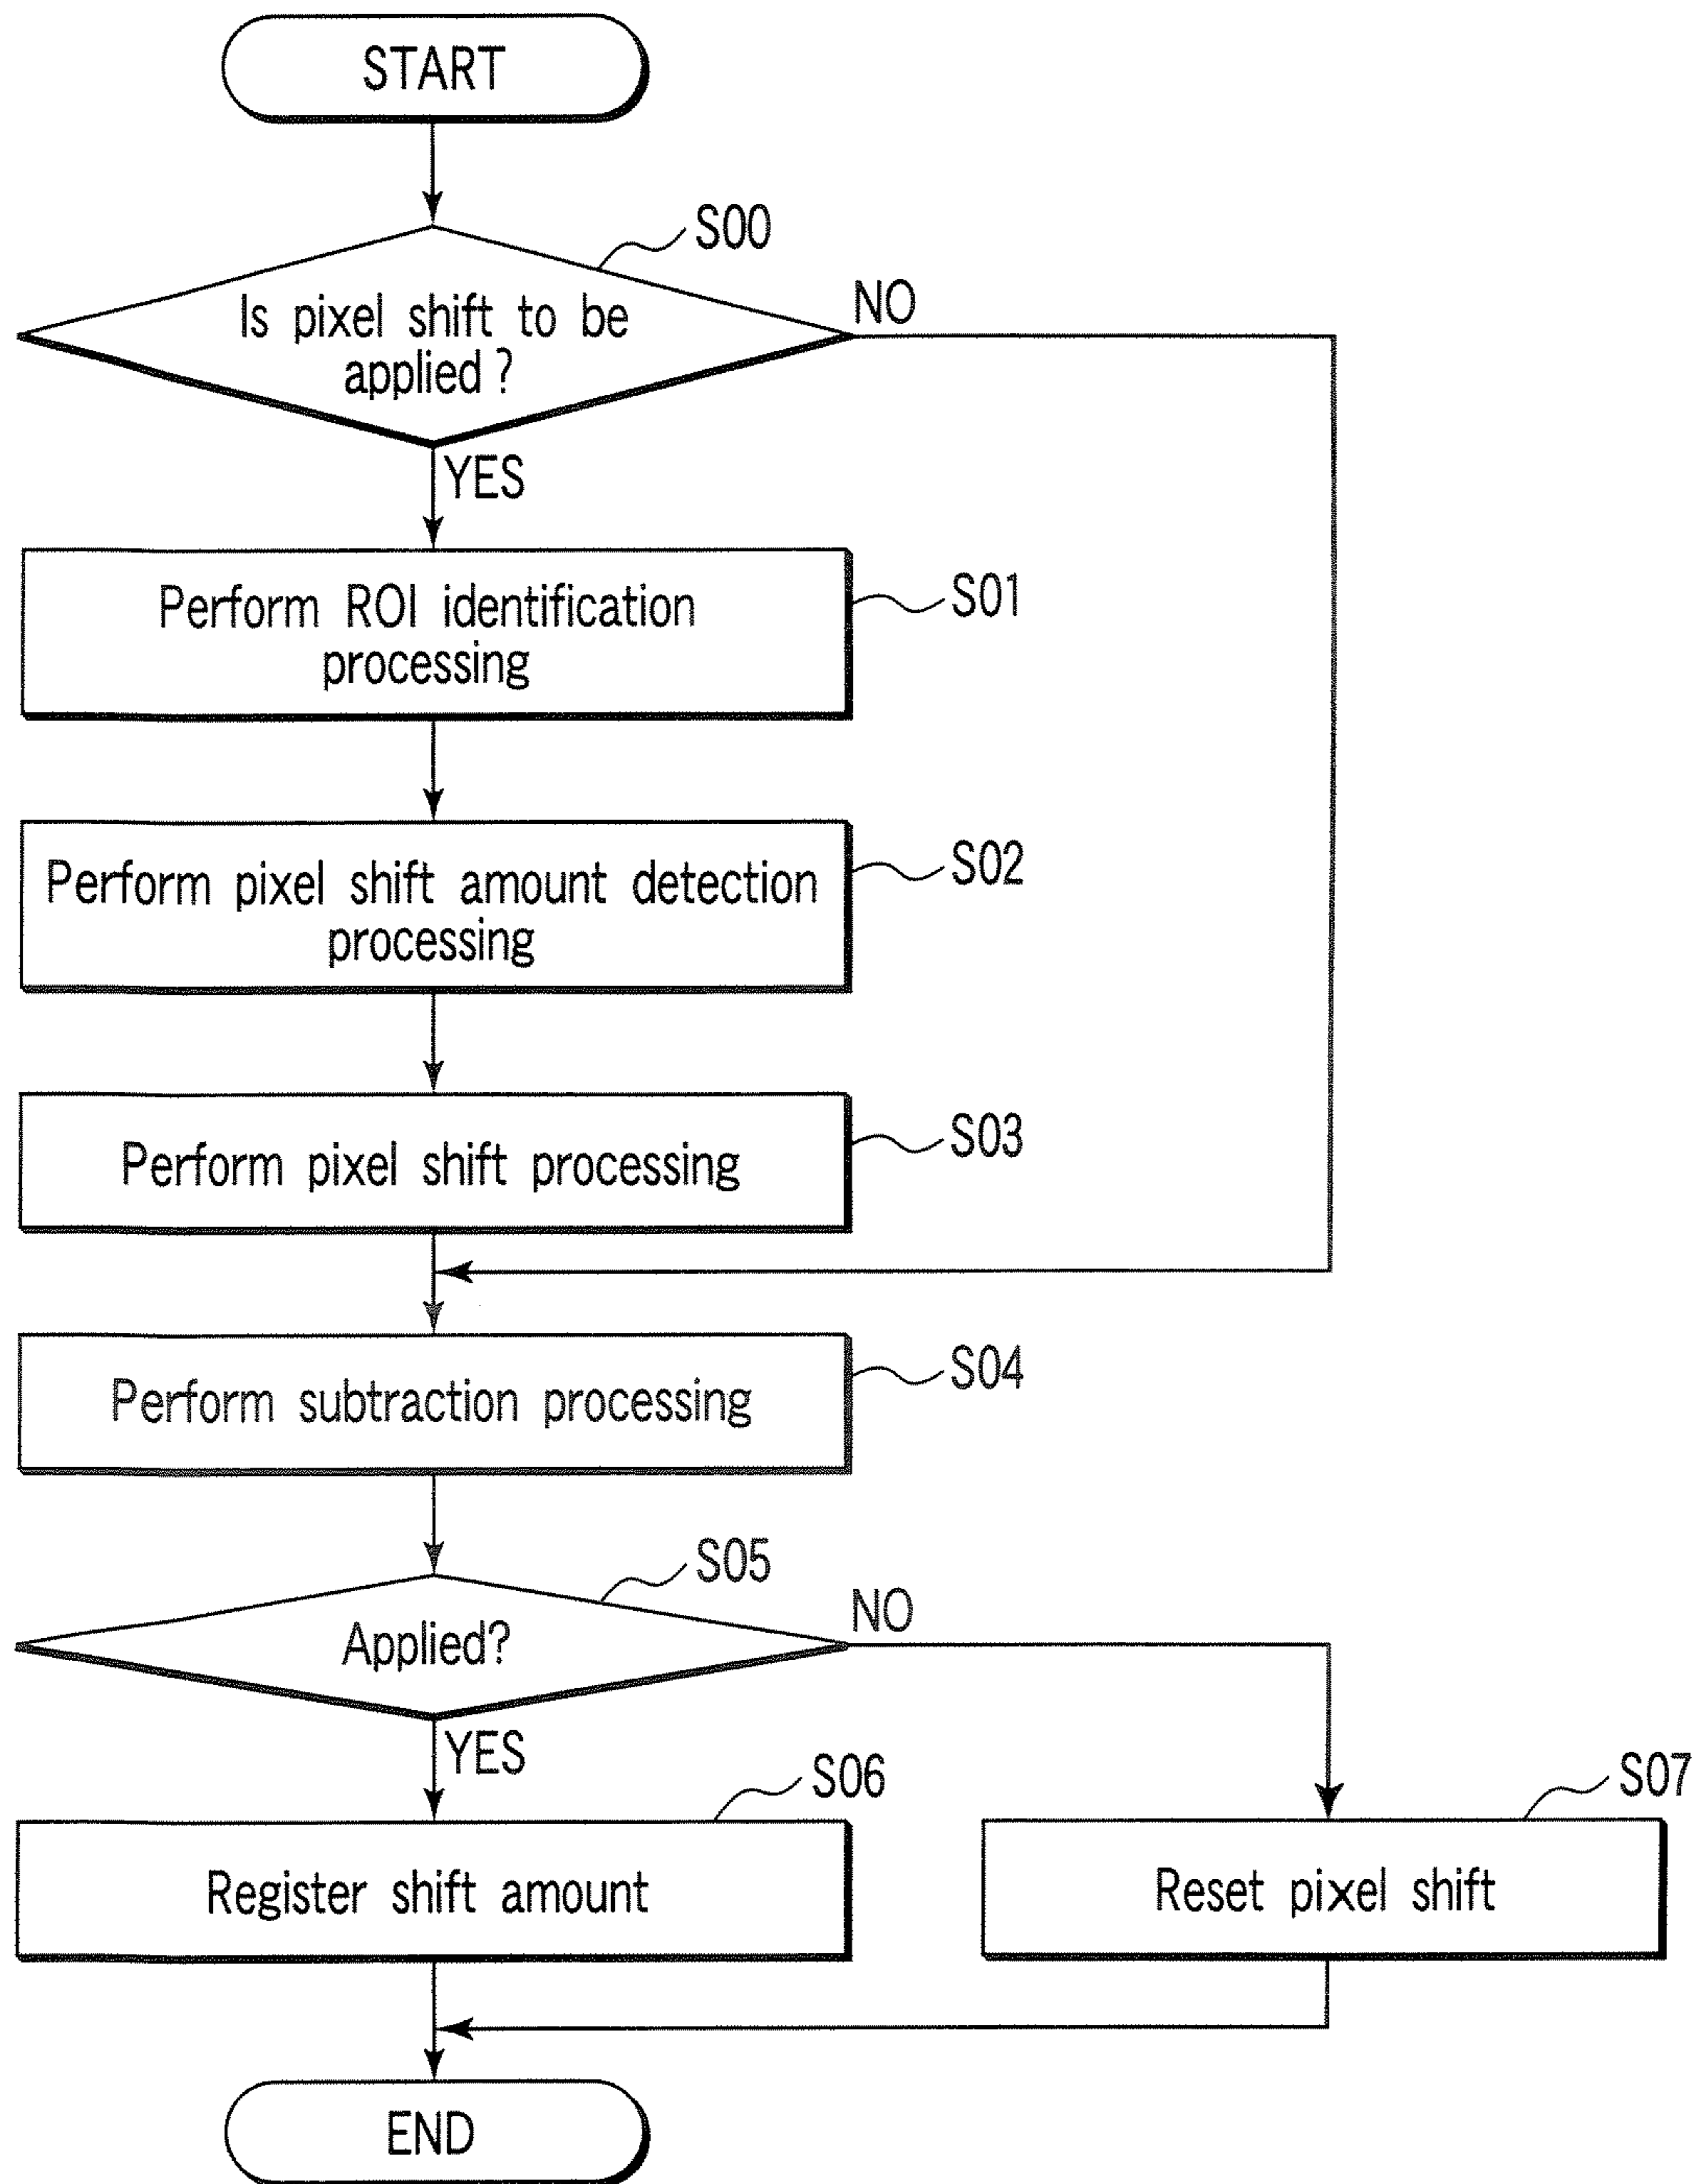 START
S00
Is pixel shift to be
applied?
NO
YES
Perform ROI identification
processing
S01
Perform pixel shift amount detection
processing
S02
Perform pixel shift processing
S03
Perform subtraction processing
S04
S05
Applied?
NO
YES
S06
Register shift amount
S07
Reset pixel shift
END